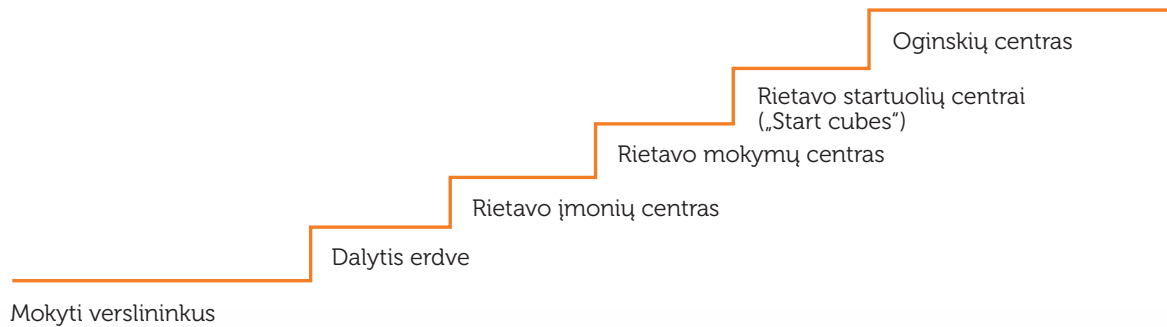 Oginskių centras
Rietavo startuolių centrai
(„Start cubes“)
Rietavo mokymų centras
Rietavo įmonių centras
Dalytis erdve
Mokyti verslininkus